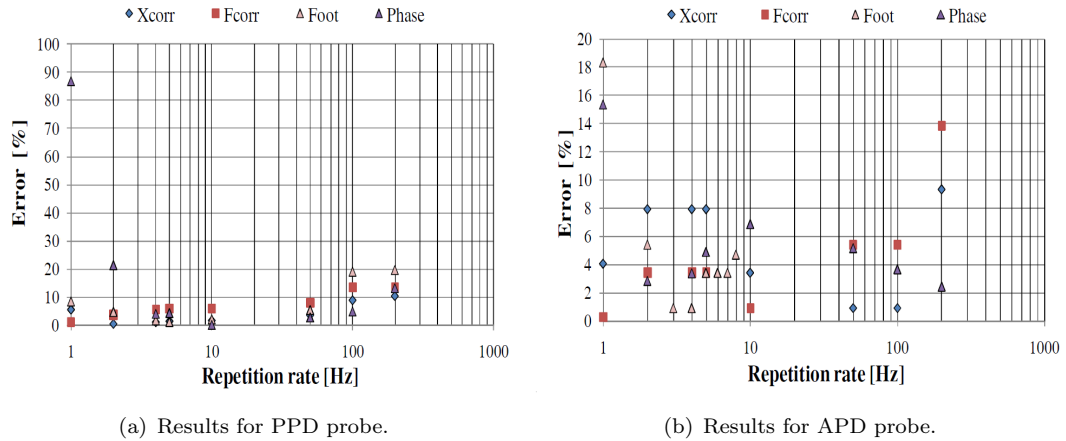 Xcorr Fcorr Foot Phase
100
90
80
70
60
50
40
30
20
10
0
Error [%]
1 10 100 1000
Repetition rate [Hz]
(a) Results for PPD probe.
Xcorr Fcorr Foot Phase
20
18
16
14
12
10
8
6
4
2
0
Error [%]
1 10 100 1000
Repetition rate [Hz]
(b) Results for APD probe.